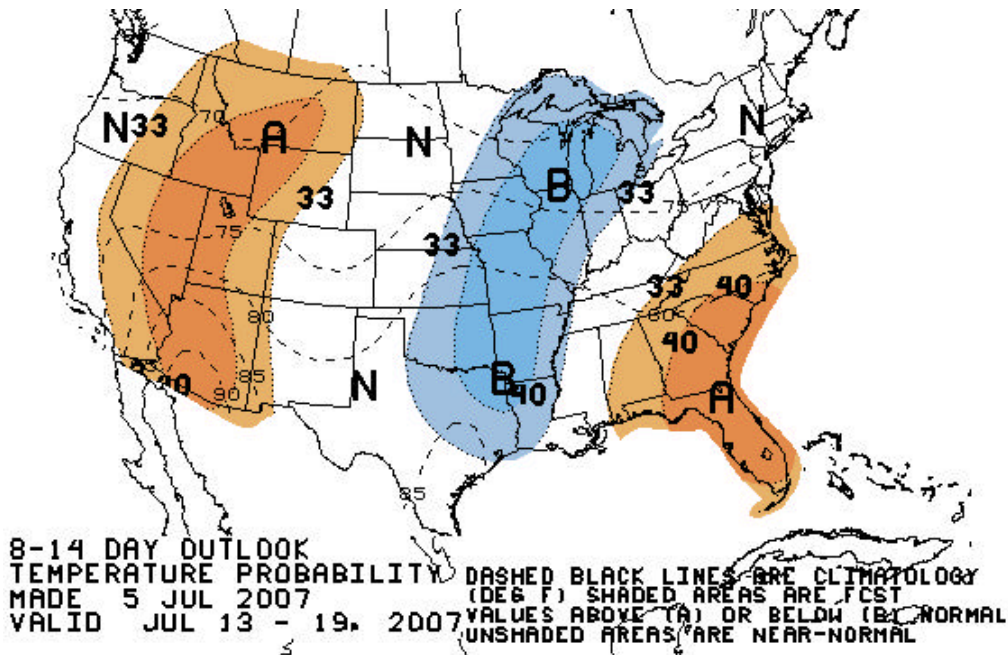 70
N 33
A
N
N
B
33
75
33
75
33
40
70
80
80
40
85
90
N
B
40
A
85
8-14 DAY OUTLOOK
TEMPERATURE PROBABILITY
MADE 5 JUL 2007
VALID JUL 13 - 19, 2007
DASHED BLACK LINES ARE CLIMATOLOGY
(DEG F) SHADED AREAS ARE FCST
VALUES ABOVE (A) OR BELOW (B) NORMAL
UNSHADED AREAS ARE NEAR-NORMAL